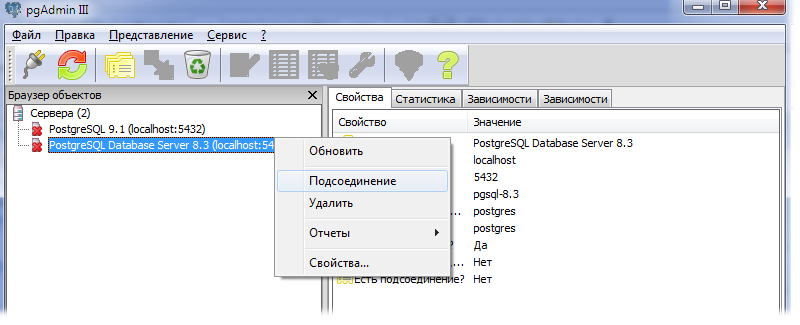 pgAdmin III
Файл Правка Представление Сервис ?
Браузер объектов
Сервера (2)
PostgreSQL 9.1 (localhost:5432)
PostgreSQL Database Server 8.3 (localhost:54
Обновить
Подсоединение
Удалить
Отчеты
Свойства...
Свойства Статистика Зависимости Зависимости
Свойство Значение
PostgreSQL Database Server 8.3
localhost
5432
pgsql-8.3
... postgres
postgres
? Да
... Нет
Есть подсоединение? Нет